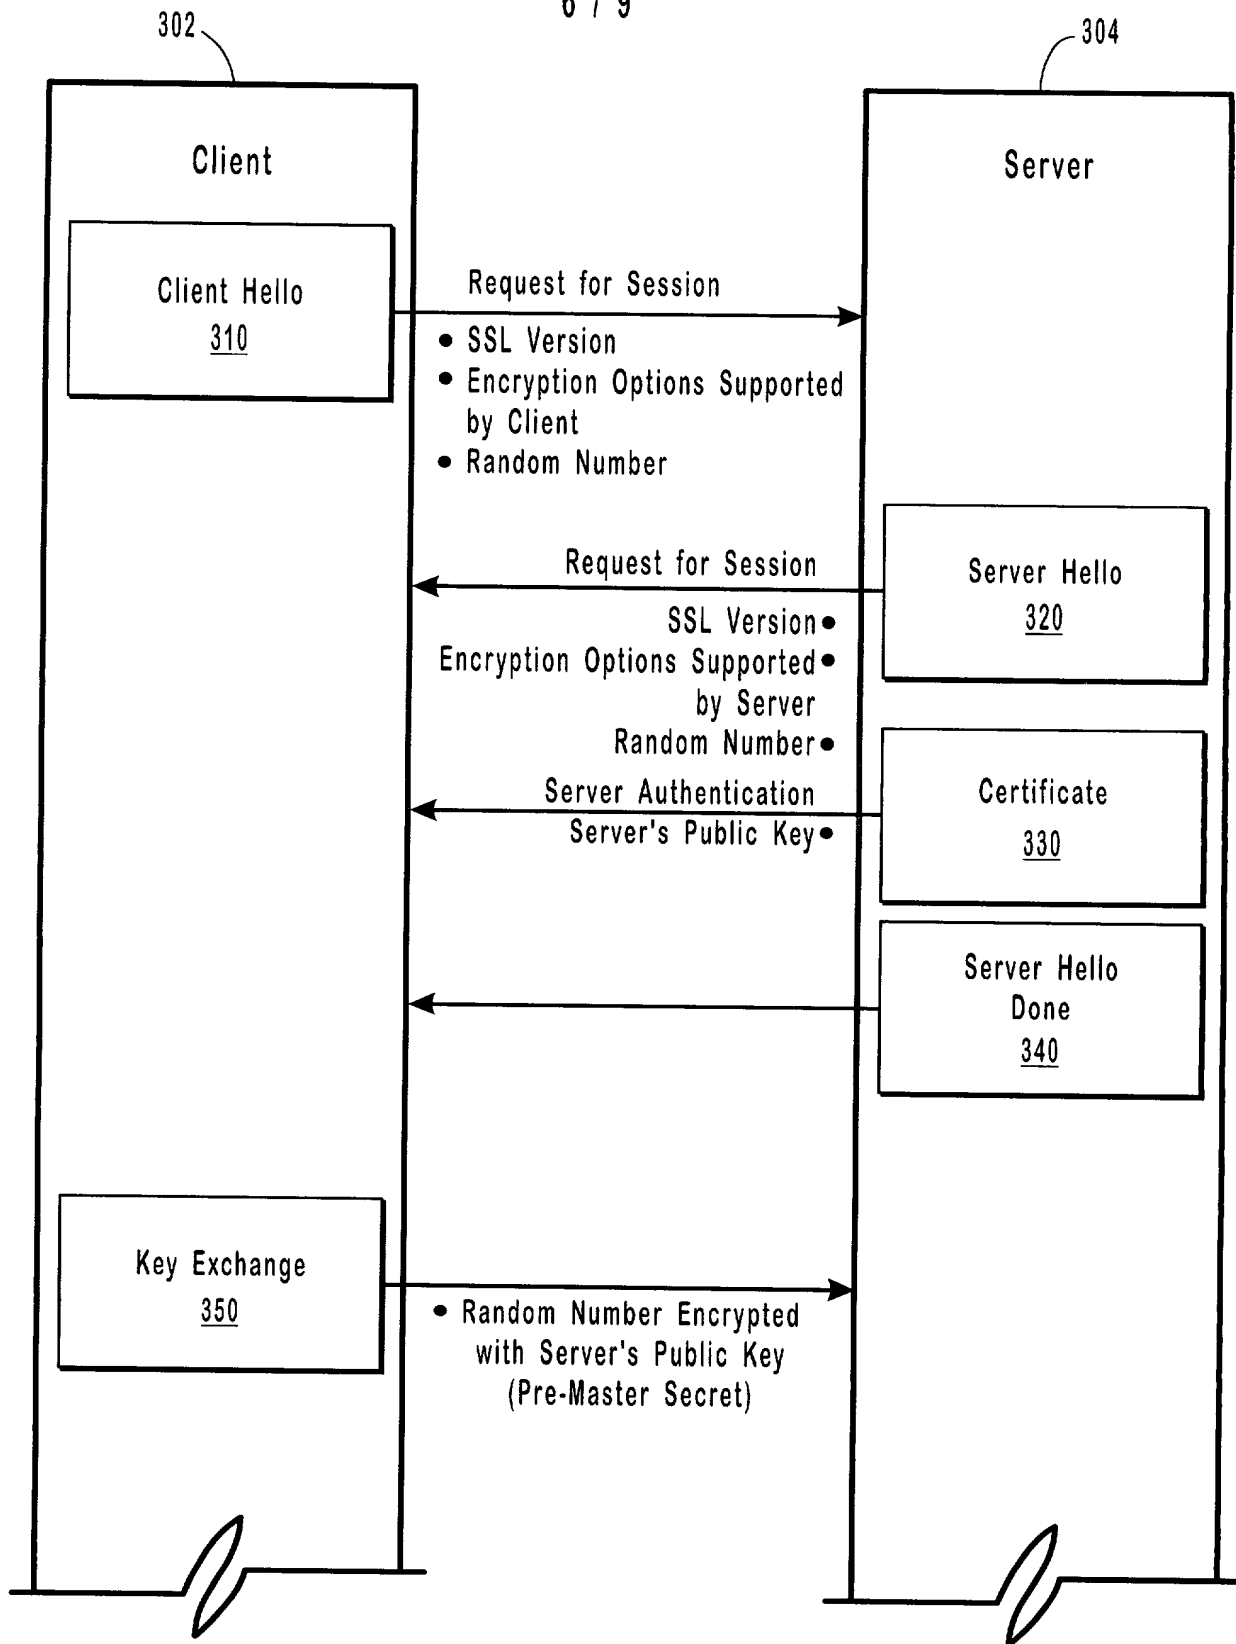 6 / 9
302
304
Client
Server
Client Hello
310
Request for Session
• SSL Version
• Encryption Options Supported
by Client
• Random Number
Request for Session
SSL Version •
Encryption Options Supported •
by Server
Random Number •
Server Hello
320
Server Authentication
Server's Public Key •
Certificate
330
Server Hello
Done
340
Key Exchange
350
• Random Number Encrypted
with Server's Public Key
(Pre-Master Secret)